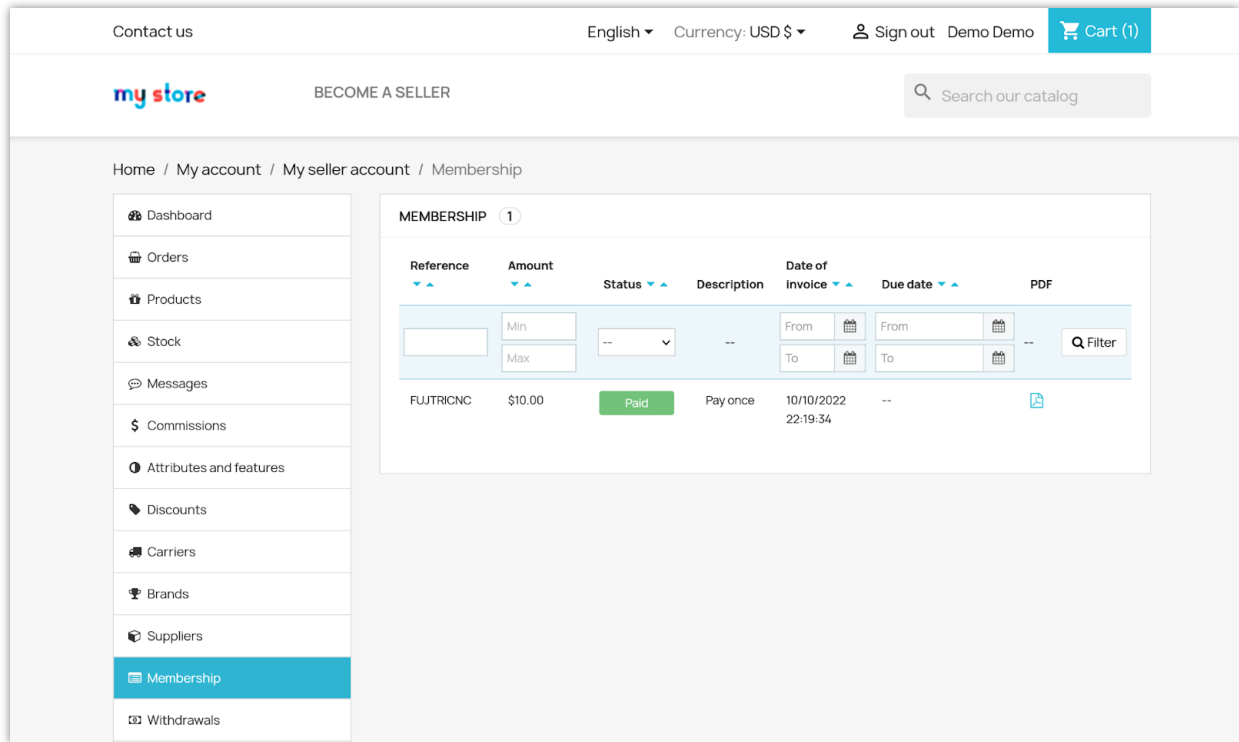 Contact us
English Currency: USD $ Sign out Demo Demo Cart (1)
my store BECOME A SELLER Search our catalog
Home / My account / My seller account / Membership
Dashboard
Orders
Products
Stock
Messages
Commissions
Attributes and features
Discounts
Carriers
Brands
Suppliers
Membership
Withdrawals
MEMBERSHIP 1
Reference Amount Status Description Date of invoice Due date PDF
Min -- -- From From -- Filter
Max To To
FUJTRICNC $10.00 Paid Pay once 10/10/2022 --
22:19:34